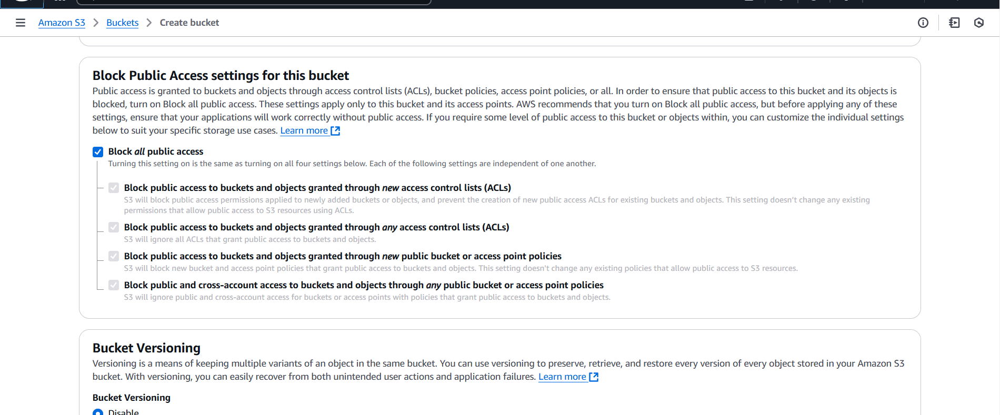 Amazon S3 > Buckets > Create bucket
Block Public Access settings for this bucket
Public access is granted to buckets and objects through access control lists (ACLs), bucket policies, access point policies, or all. In order to ensure that public access to this bucket and its objects is
blocked, turn on Block all public access. These settings apply only to this bucket and its access points. AWS recommends that you turn on Block all public access, but before applying any of these
settings, ensure that your applications will work correctly without public access. If you require some level of public access to this bucket or objects within, you can customize the individual settings
below to suit your specific storage use cases. Learn more
Block all public access
Turning this setting on is the same as turning on all four settings below. Each of the following settings are independent of one another.
Block public access to buckets and objects granted through new access control lists (ACLs)
S3 will block public access permissions applied to newly added buckets or objects, and prevent the creation of new public access ACLs for existing buckets and objects. This setting doesn’t change any existing
permissions that allow public access to S3 resources using ACLs.
Block public access to buckets and objects granted through any access control lists (ACLs)
S3 will ignore all ACLs that grant public access to buckets and objects.
Block public access to buckets and objects granted through new public bucket or access point policies
S3 will block new bucket and access point policies that grant public access to buckets and objects. This setting doesn't change any existing policies that allow public access to S3 resources.
Block public and cross-account access to buckets and objects through any public bucket or access point policies
S3 will ignore public and cross-account access for buckets or access points with policies that grant public access to buckets and objects.
Bucket Versioning
Versioning is a means of keeping multiple variants of an object in the same bucket. You can use versioning to preserve, retrieve, and restore every version of every object stored in your Amazon S3
bucket. With versioning, you can easily recover from both unintended user actions and application failures. Learn more
Bucket Versioning
Disable